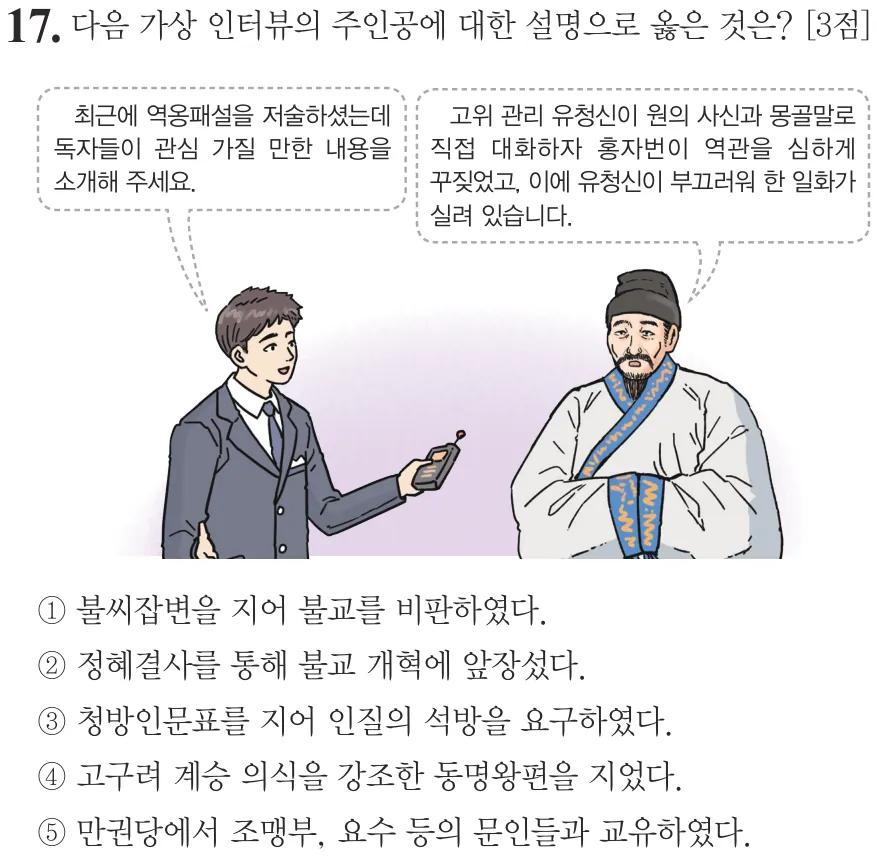 17. 다음 가상 인터뷰의 주인공에 대한 설명으로 옳은 것은? [3점]
최근에 역옹패설을 저술하셨는데
독자들이 관심 가질 만한 내용을
소개해 주세요.
고위 관리 유청신이 원의 사신과 몽골말로
직접 대화하자 홍자번이 역관을 심하게
꾸짖었고, 이에 유청신이 부끄러워 한 일화가
실려 있습니다.
① 불씨잡변을 지어 불교를 비판하였다.
② 정혜결사를 통해 불교 개혁에 앞장섰다.
③ 청방인문표를 지어 인질의 석방을 요구하였다.
④ 고구려 계승 의식을 강조한 동명왕편을 지었다.
⑤ 만권당에서 조맹부, 요수 등의 문인들과 교유하였다.